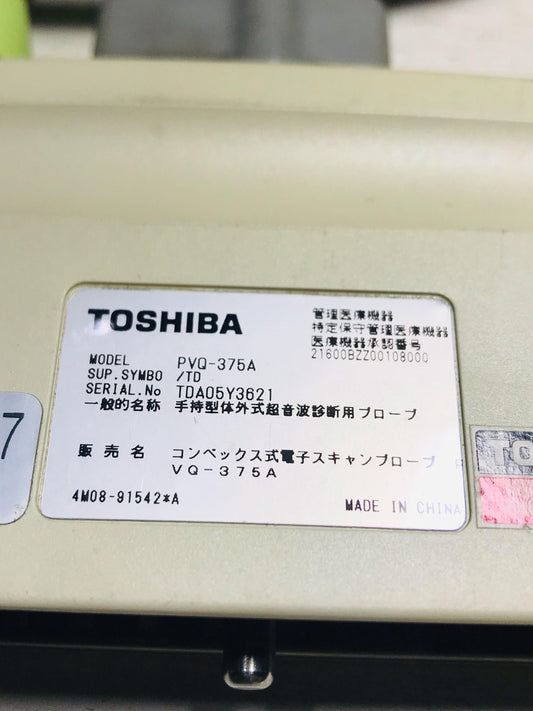 TOSHIBA
管理医療機器
特定保守管理医療機器
医療機器承認番号
21600BZZ00108000
MODEL PVQ-375A
SUP.SYMBO /TD
SERIAL.No TDA05Y3621
一般的名称 手持型体外式超音波診断用プローブ
販売名 コンベックス式電子スキャンプローブ
VQ-375A
4M08-91542*A
MADE IN CHINA
7
TO